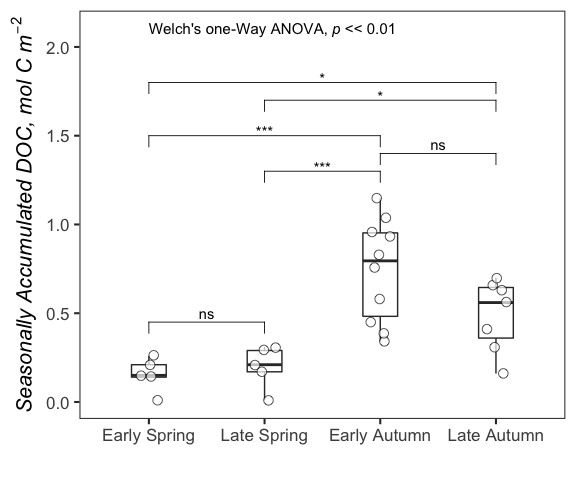 Welch's one-Way ANOVA, p << 0.01
Seasonally Accumulated DOC, mol C m⁻²
2.0
1.5
1.0
0.5
0.0
*
*
***
ns
***
ns
Early Spring
Late Spring
Early Autumn
Late Autumn